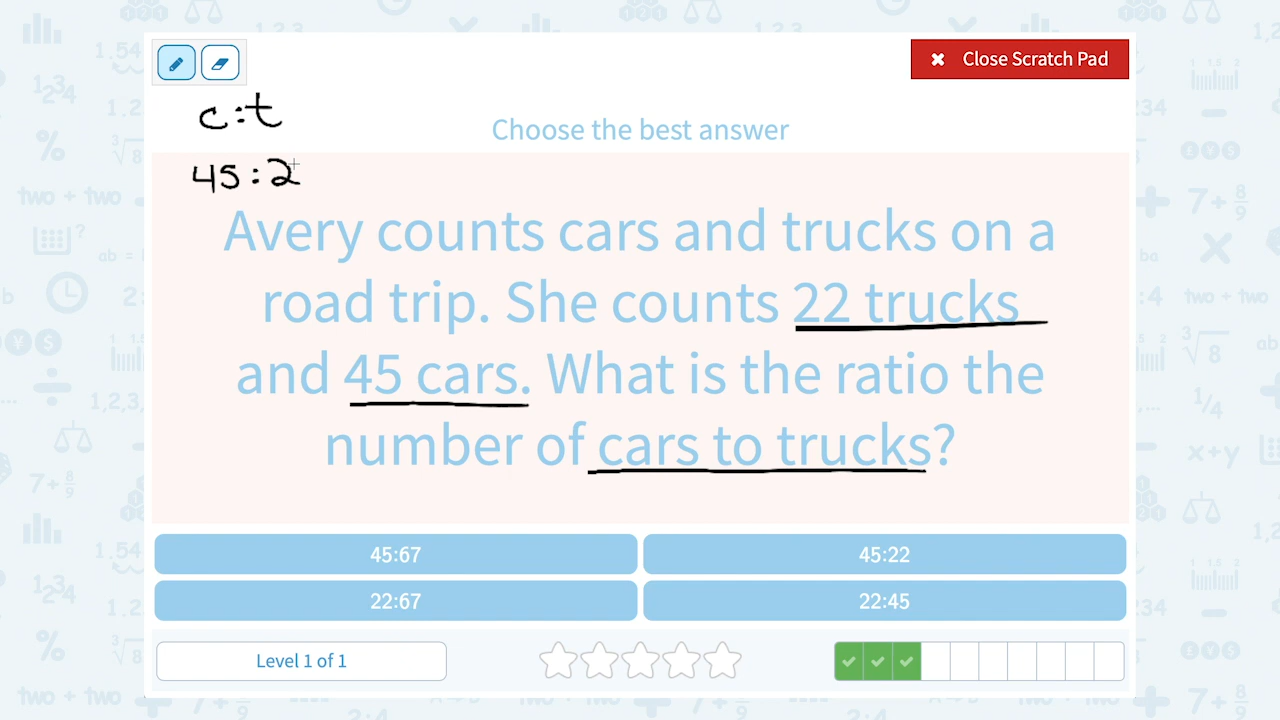 Close Scratch Pad
c:t
Choose the best answer
45:2
Avery counts cars and trucks on a
road trip. She counts 22 trucks
and 45 cars. What is the ratio the
number of cars to trucks?
45:67
45:22
22:67
22:45
Level 1 of 1